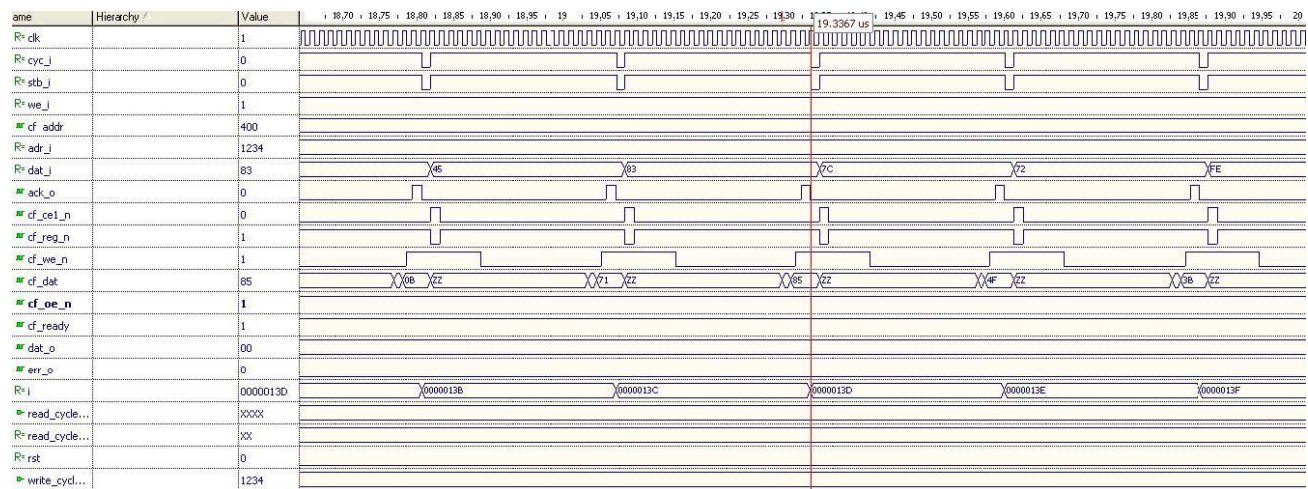 ame Hierarchy Value 18,70 18,75 18,80 18,85 18,90 18,95 19 19,05 19,10 19,15 19,20 19,25 19,30 19,45 19,50 19,55 19,60 19,65 19,70 19,75 19,80 19,85 19,90 19,95 20
19.3367 us
R= clk 1
R= cyc_i 0
R= stb_i 0
R= we_i 1
cf_addr 400
R= adr_i 1234
R= dat_i 83 45 83 7C 72 FE
ack_o 0
cf_ce1_n 0
cf_reg_n 1
cf_we_n 1
cf_dat 85 0B ZZ 71 ZZ 85 ZZ 4F ZZ 3B ZZ
cf_oe_n 1
cf_ready 1
dat_o 00
err_o 0
R= i 0000013D 0000013B 0000013C 0000013D 0000013E 0000013F
read_cycle... XXXX
R= read_cycle... XX
R= rst 0
write_cycl... 1234